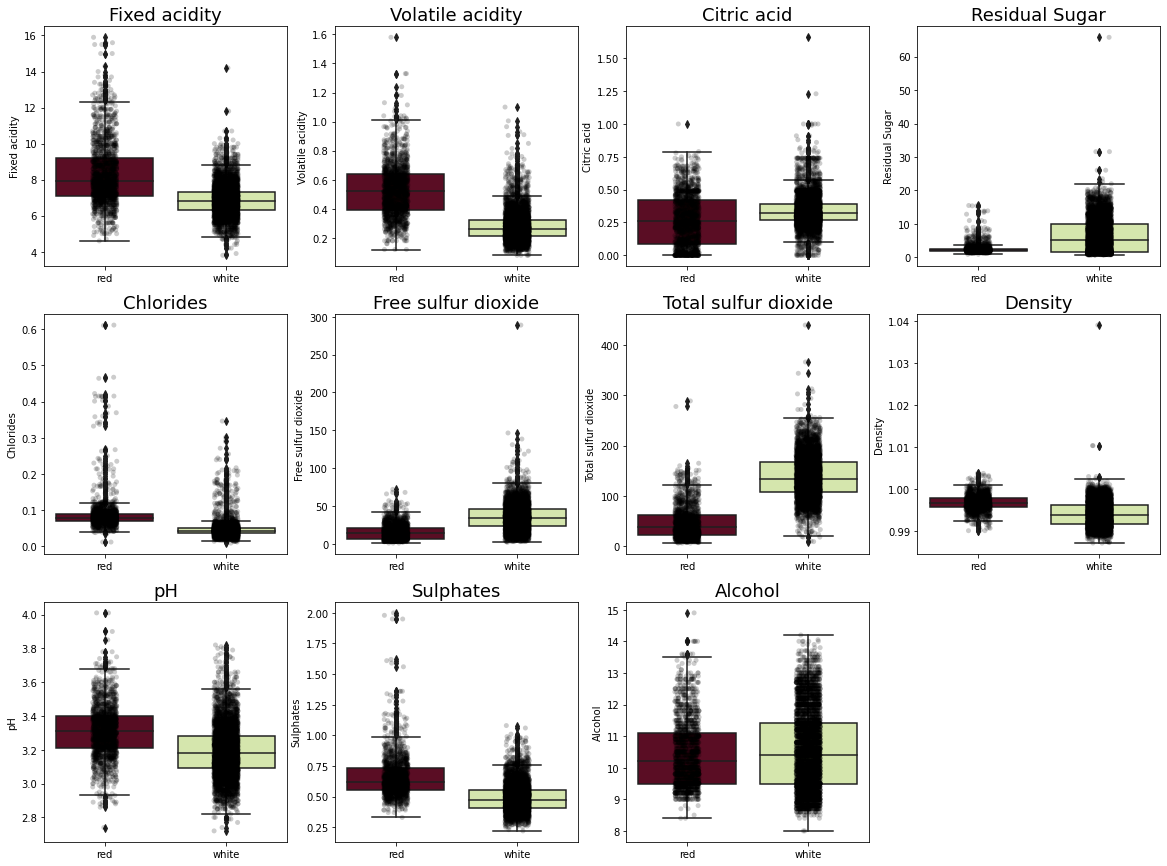 Fixed acidity
Volatile acidity
Citric acid
Residual Sugar
Fixed acidity
16
14
12
10
8
6
4
red
white
Volatile acidity
1.6
1.4
1.2
1.0
0.8
0.6
0.4
0.2
red
white
Citric acid
1.50
1.25
1.00
0.75
0.50
0.25
0.00
red
white
Residual Sugar
60
50
40
30
20
10
0
red
white
Chlorides
Free sulfur dioxide
Total sulfur dioxide
Density
Chlorides
0.6
0.5
0.4
0.3
0.2
0.1
0.0
red
white
Free sulfur dioxide
300
250
200
150
100
50
0
red
white
Total sulfur dioxide
400
300
200
100
0
red
white
Density
1.04
1.03
1.02
1.01
1.00
0.99
red
white
pH
Sulphates
Alcohol
pH
4.0
3.8
3.6
3.4
3.2
3.0
2.8
red
white
Sulphates
2.00
1.75
1.50
1.25
1.00
0.75
0.50
0.25
red
white
Alcohol
15
14
13
12
11
10
9
8
red
white